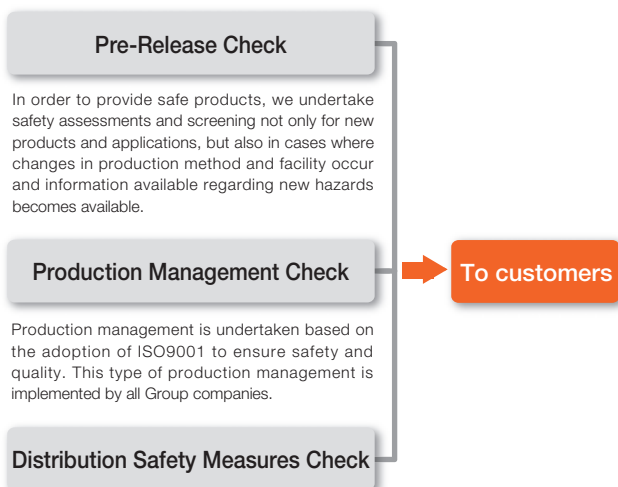 Pre-Release Check
In order to provide safe products, we undertake
safety assessments and screening not only for new
products and applications, but also in cases where
changes in production method and facility occur
and information available regarding new hazards
becomes available.
Production Management Check
To customers
Production management is undertaken based on
the adoption of ISO9001 to ensure safety and
quality. This type of production management is
implemented by all Group companies.
Distribution Safety Measures Check